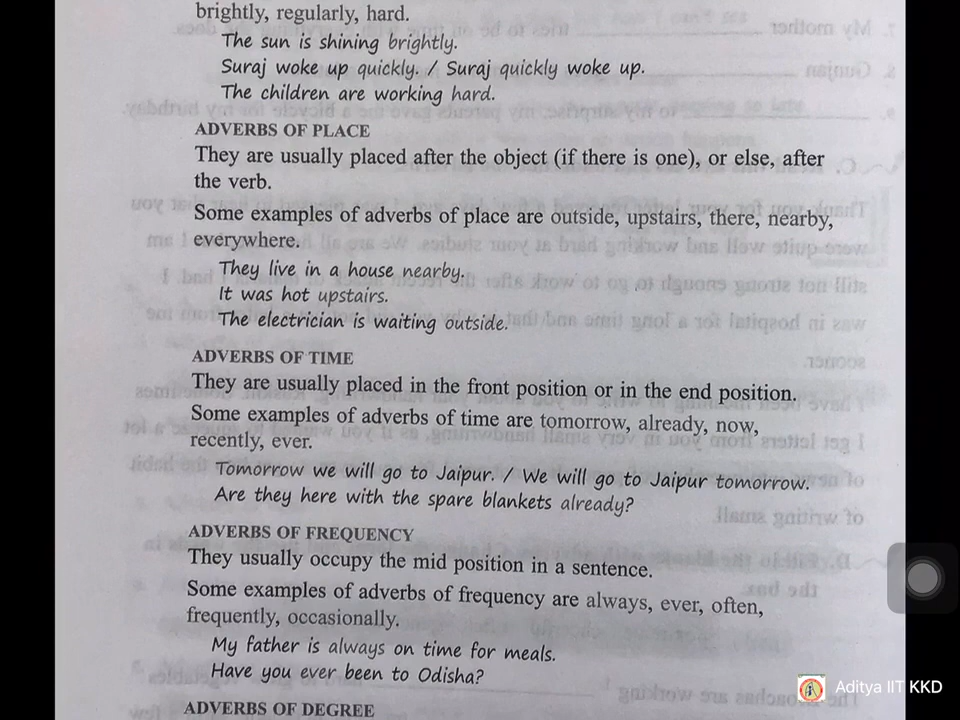 brightly, regularly, hard.
The sun is shining brightly.
Suraj woke up quickly. / Suraj quickly woke up.
The children are working hard.
ADVERBS OF PLACE
They are usually placed after the object (if there is one), or else, after
the verb.
Some examples of adverbs of place are outside, upstairs, there, nearby,
everywhere.
They live in a house nearby.
It was hot upstairs.
The electrician is waiting outside.
ADVERBS OF TIME
They are usually placed in the front position or in the end position.
Some examples of adverbs of time are tomorrow, already, now,
recently, ever.
Tomorrow we will go to Jaipur. / We will go to Jaipur tomorrow.
Are they here with the spare blankets already?
ADVERBS OF FREQUENCY
They usually occupy the mid position in a sentence.
Some examples of adverbs of frequency are always, ever, often,
frequently, occasionally.
My father is always on time for meals.
Have you ever been to Odisha?
ADVERBS OF DEGREE
Aditya IIT KKD